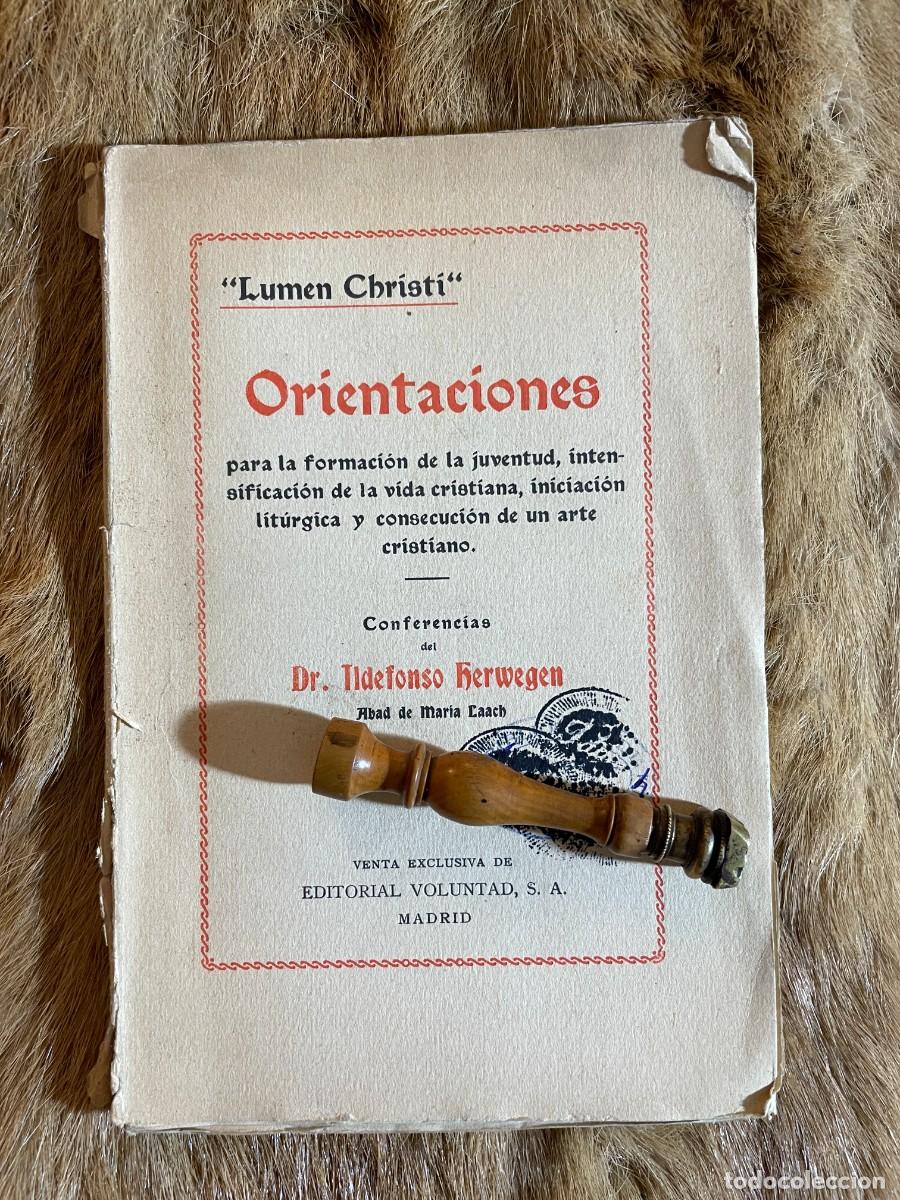 “Lumen Christi“
Orientaciones
para la formación de la juventud, inten-
sificación de la vida cristiana, iniciación
litúrgica y consecución de un arte
cristiano.
Conferencias
del
Dr. Ildefonso Herwegen
Abad de Maria Laach
VENTA EXCLUSIVA DE
EDITORIAL VOLUNTAD, S. A.
MADRID
todocoleccion